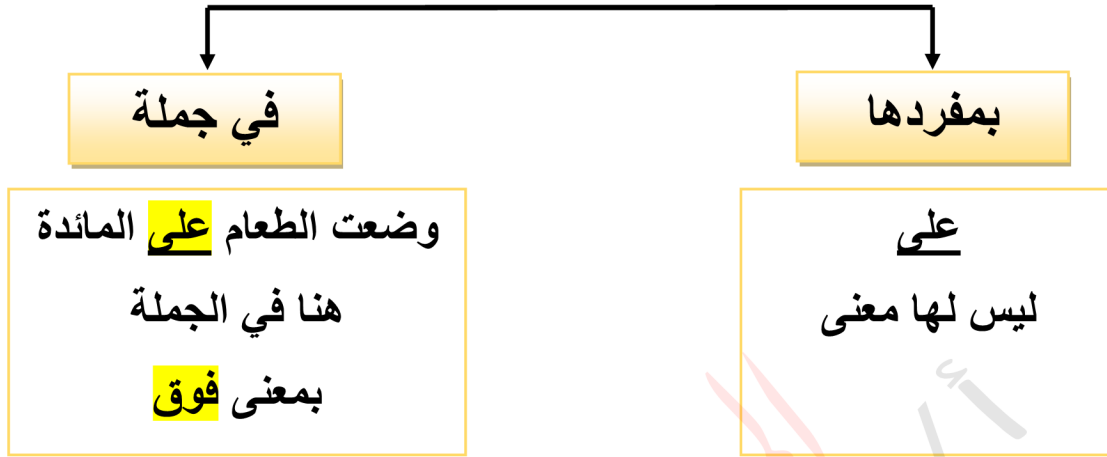 بمفردها
على
ليس لها معنى
في جملة
وضعت الطعام على المائدة
هنا في الجملة
بمعنى فوق